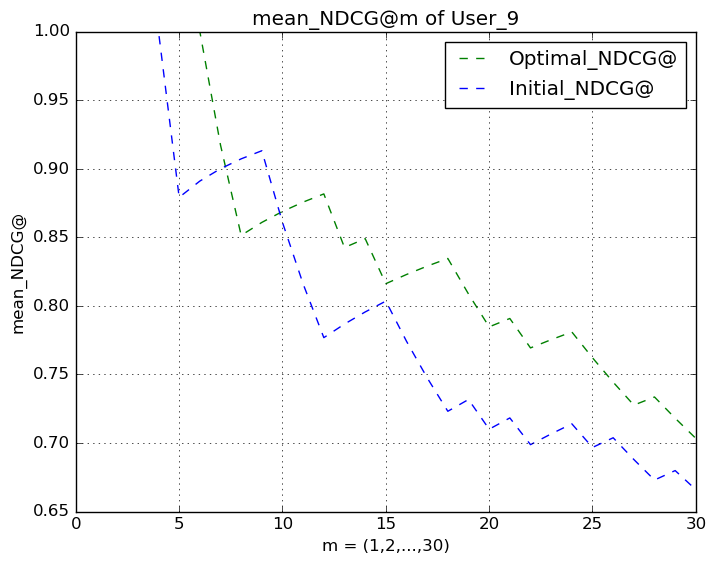 mean_NDCG@m of User_9
Optimal_NDCG@
Initial_NDCG@
mean_NDCG@
1.00
0.95
0.90
0.85
0.80
0.75
0.70
0.65
0 5 10 15 20 25 30
m = (1,2,...,30)